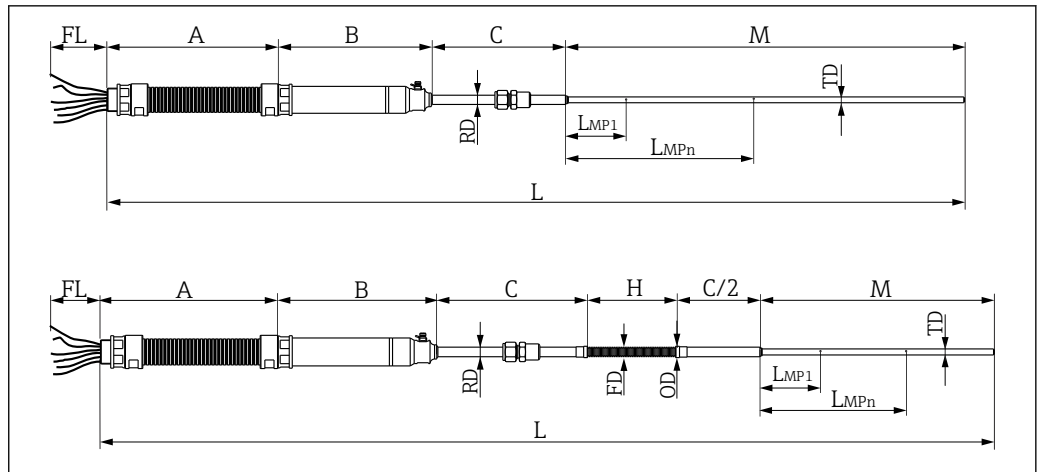 FL A B C M
TD
RD
LMP1
LMPn
L
FL A B C H C/2 M
TD
RD
FD
OD
LMP1
LMPn
L